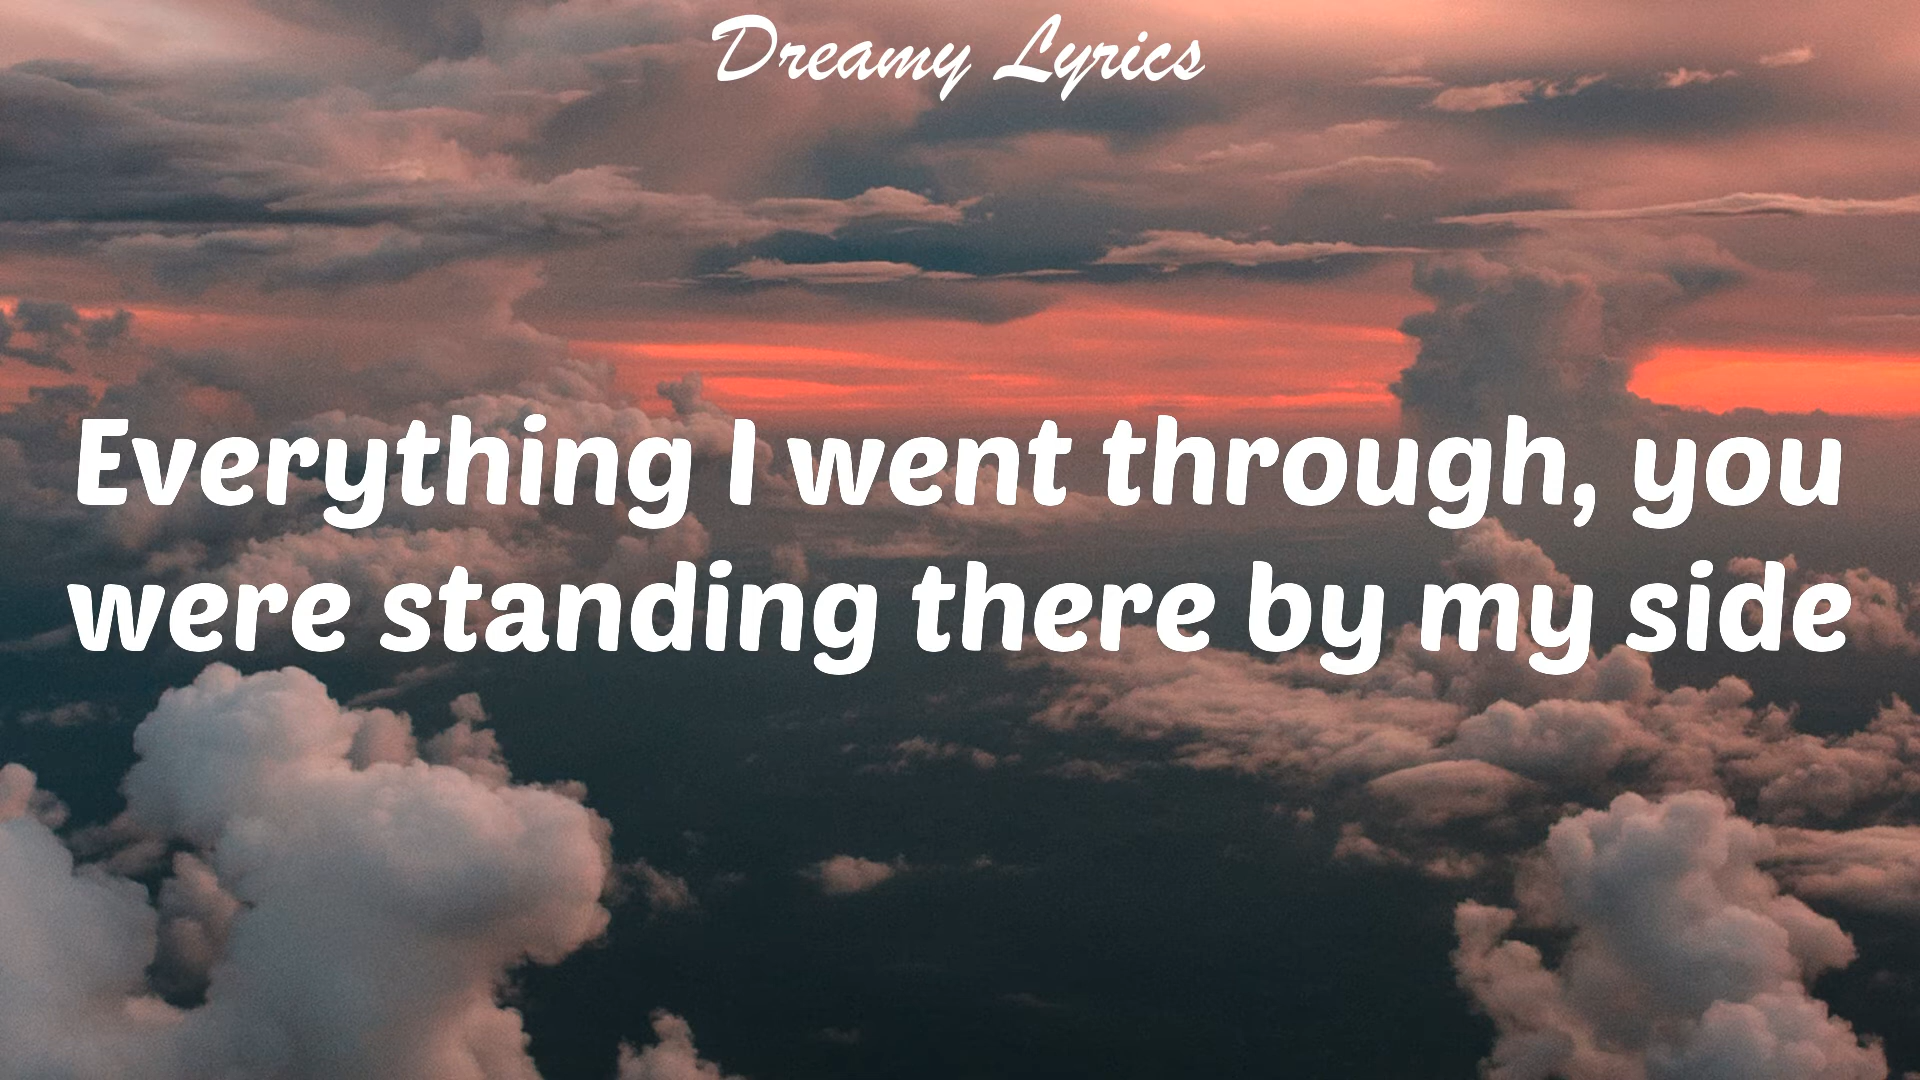 Dreamy Lyrics
Everything I went through, you
were standing there by my side